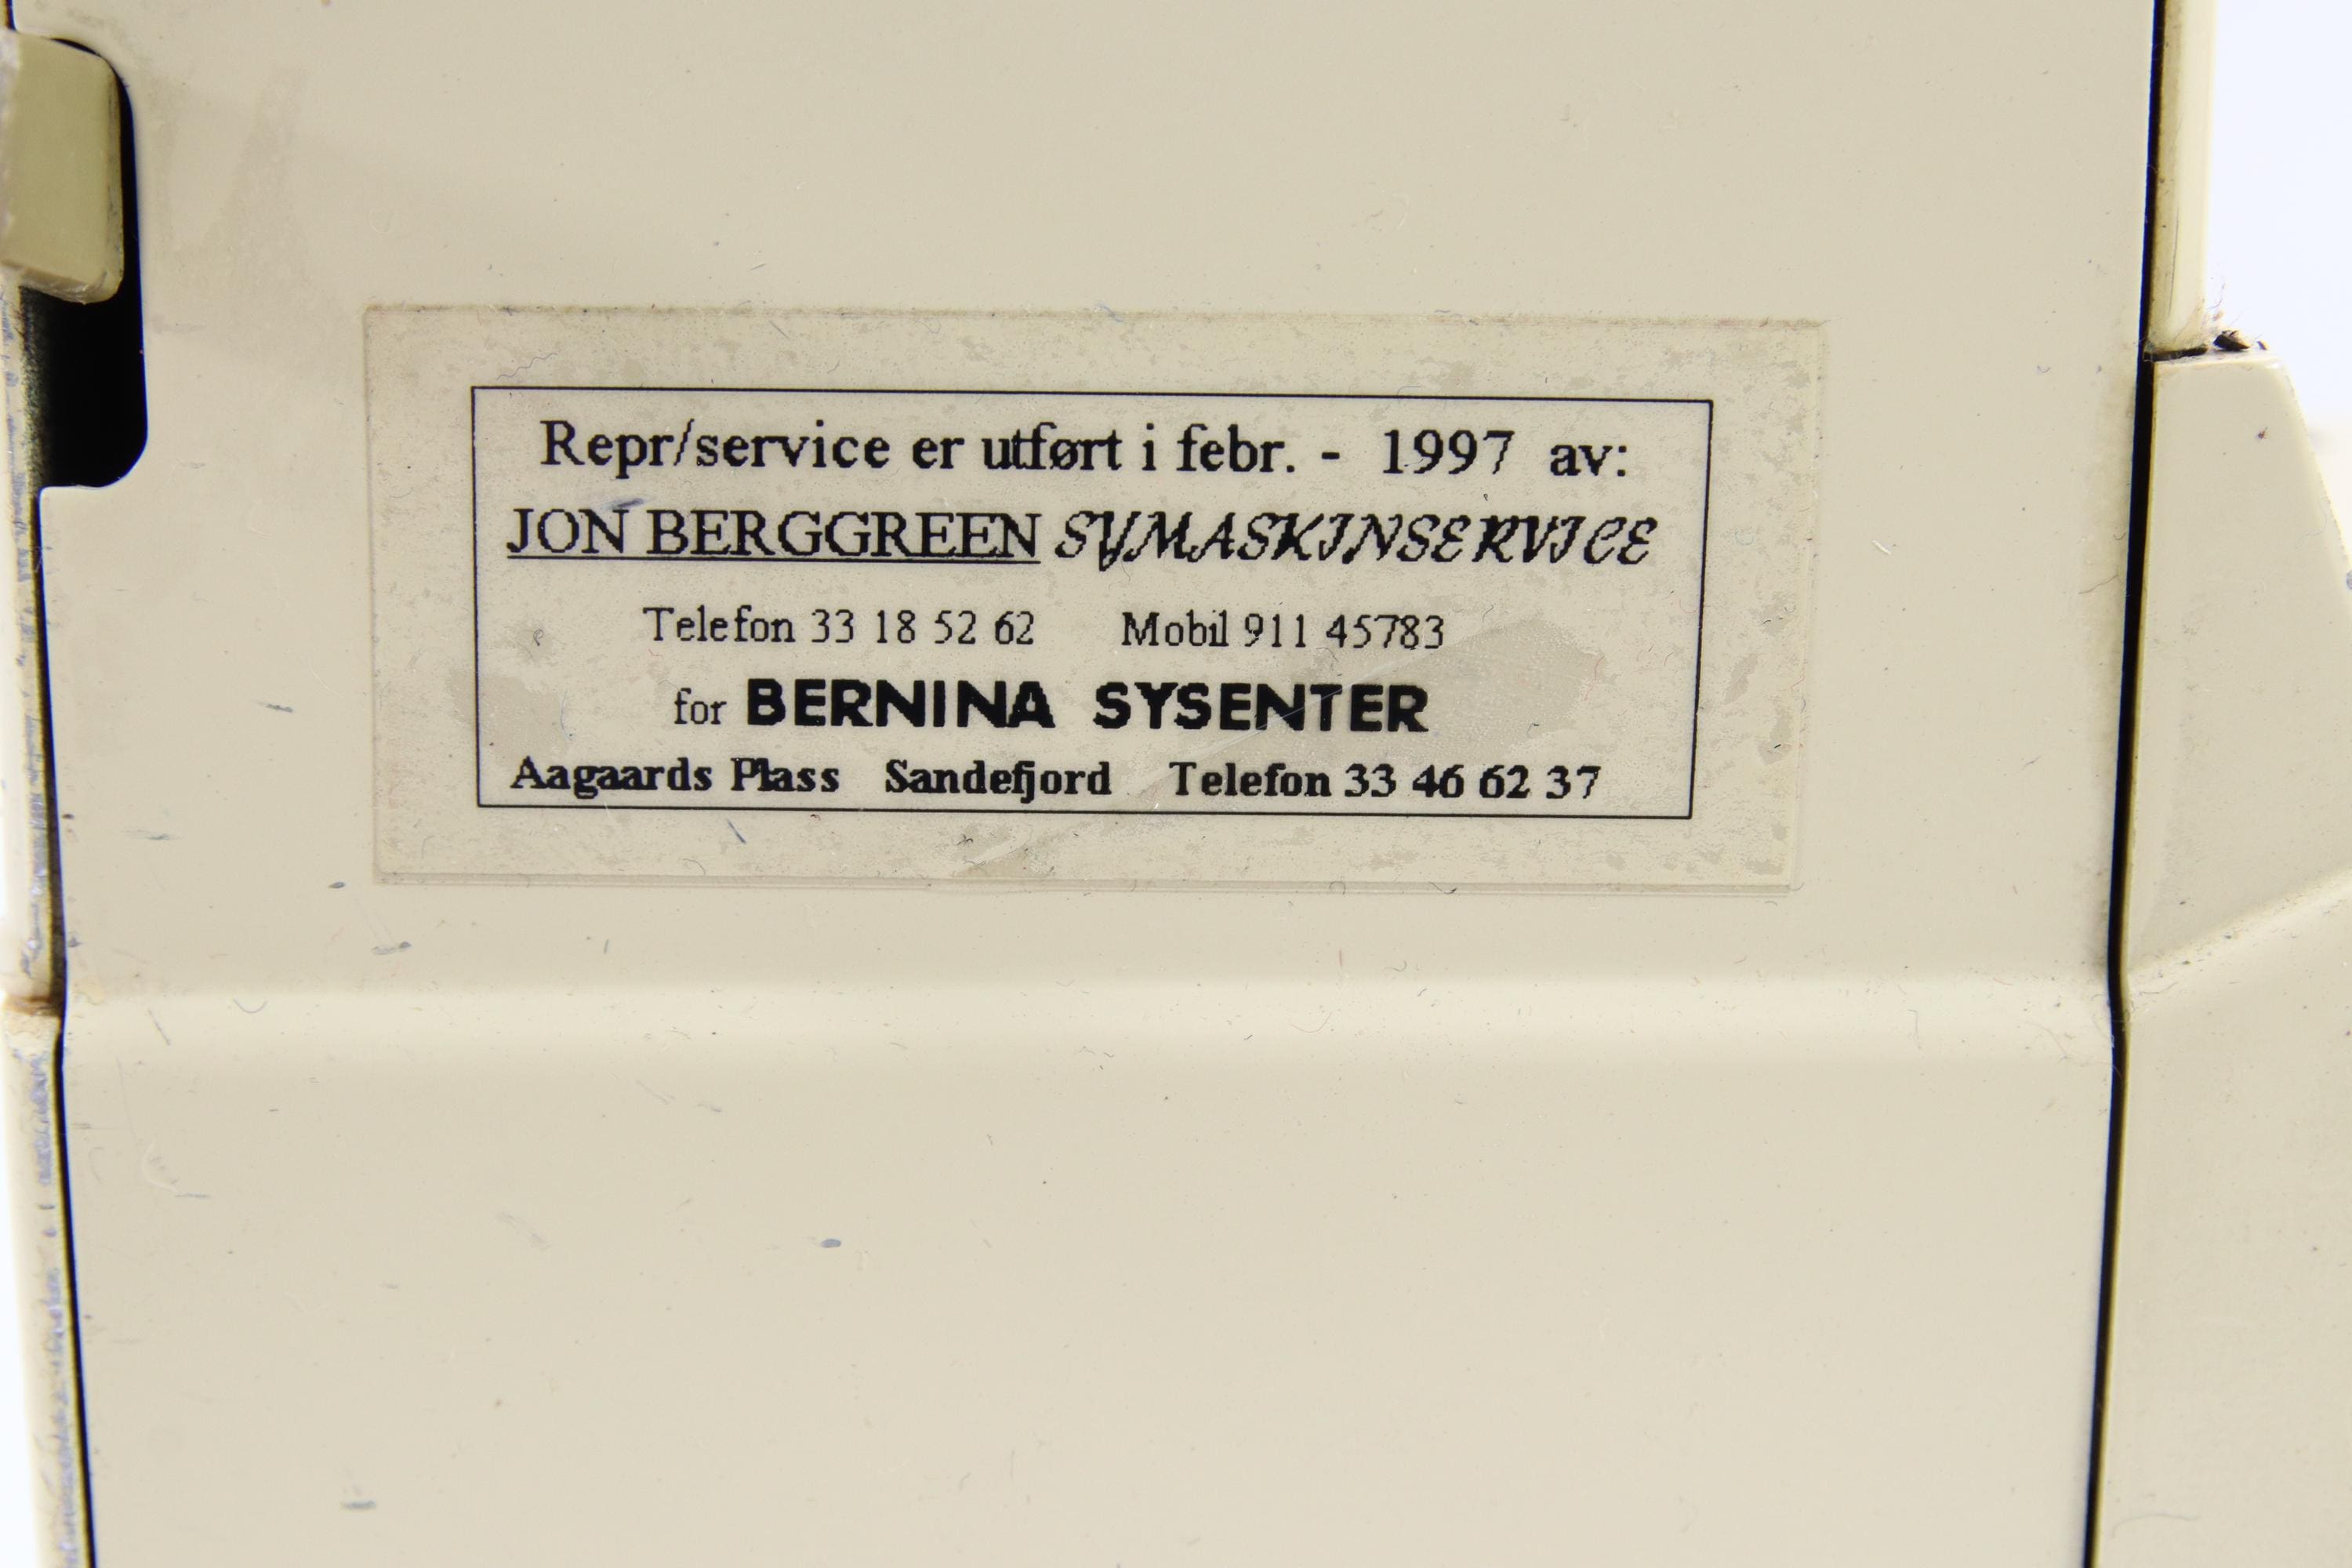 Repr/service er utført i febr. - 1997 av:
JON BERGGREEN SYMASKINSERVICE
Telefon 33 18 52 62 Mobil 911 45783
for BERNINA SYSENTER
Aagaards Plass Sandefjord Telefon 33 46 62 37